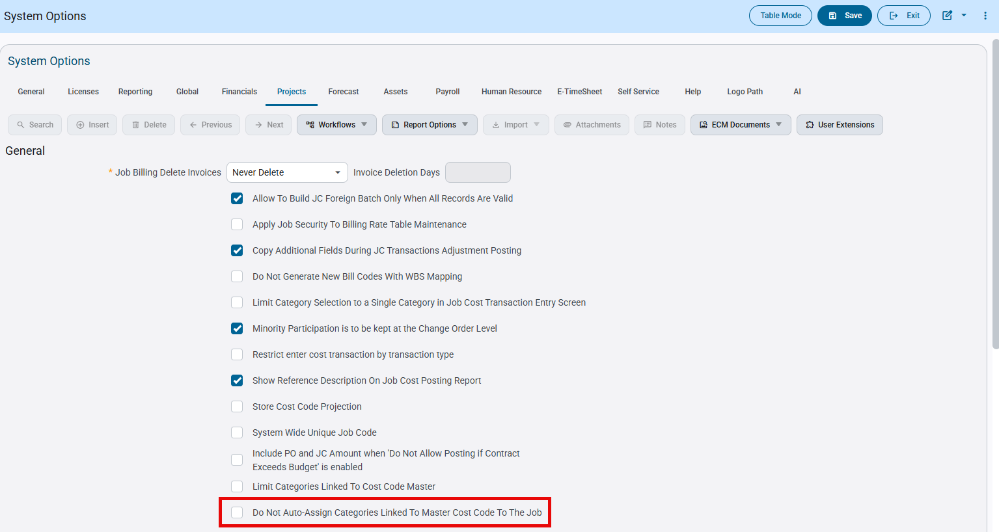 System Options
Table Mode
Save
Exit
System Options
General
Licenses
Reporting
Global
Financials
Projects
Forecast
Assets
Payroll
Human Resource
E-TimeSheet
Self Service
Help
Logo Path
AI
Search
Insert
Delete
Previous
Next
Workflows
Report Options
Import
Attachments
Notes
ECM Documents
User Extensions
General
* Job Billing Delete Invoices
Never Delete
Invoice Deletion Days
Allow To Build JC Foreign Batch Only When All Records Are Valid
Apply Job Security To Billing Rate Table Maintenance
Copy Additional Fields During JC Transactions Adjustment Posting
Do Not Generate New Bill Codes With WBS Mapping
Limit Category Selection to a Single Category in Job Cost Transaction Entry Screen
Minority Participation is to be kept at the Change Order Level
Restrict enter cost transaction by transaction type
Show Reference Description On Job Cost Posting Report
Store Cost Code Projection
System Wide Unique Job Code
Include PO and JC Amount when 'Do Not Allow Posting if Contract
Exceeds Budget' is enabled
Limit Categories Linked To Cost Code Master
Do Not Auto-Assign Categories Linked To Master Cost Code To The Job